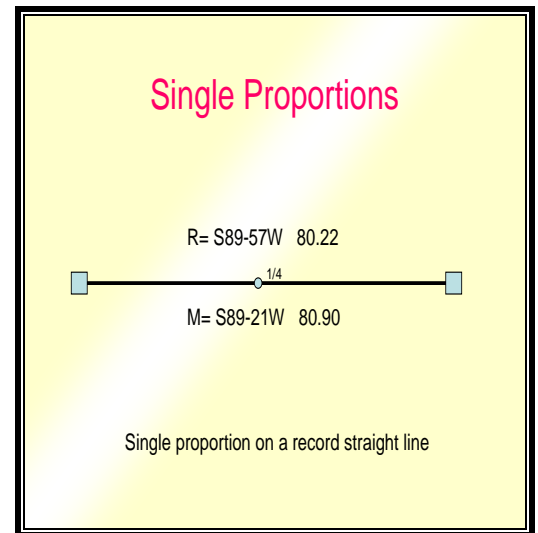 Single Proportions
R= S89-57W 80.22
1/4
M= S89-21W 80.90
Single proportion on a record straight line